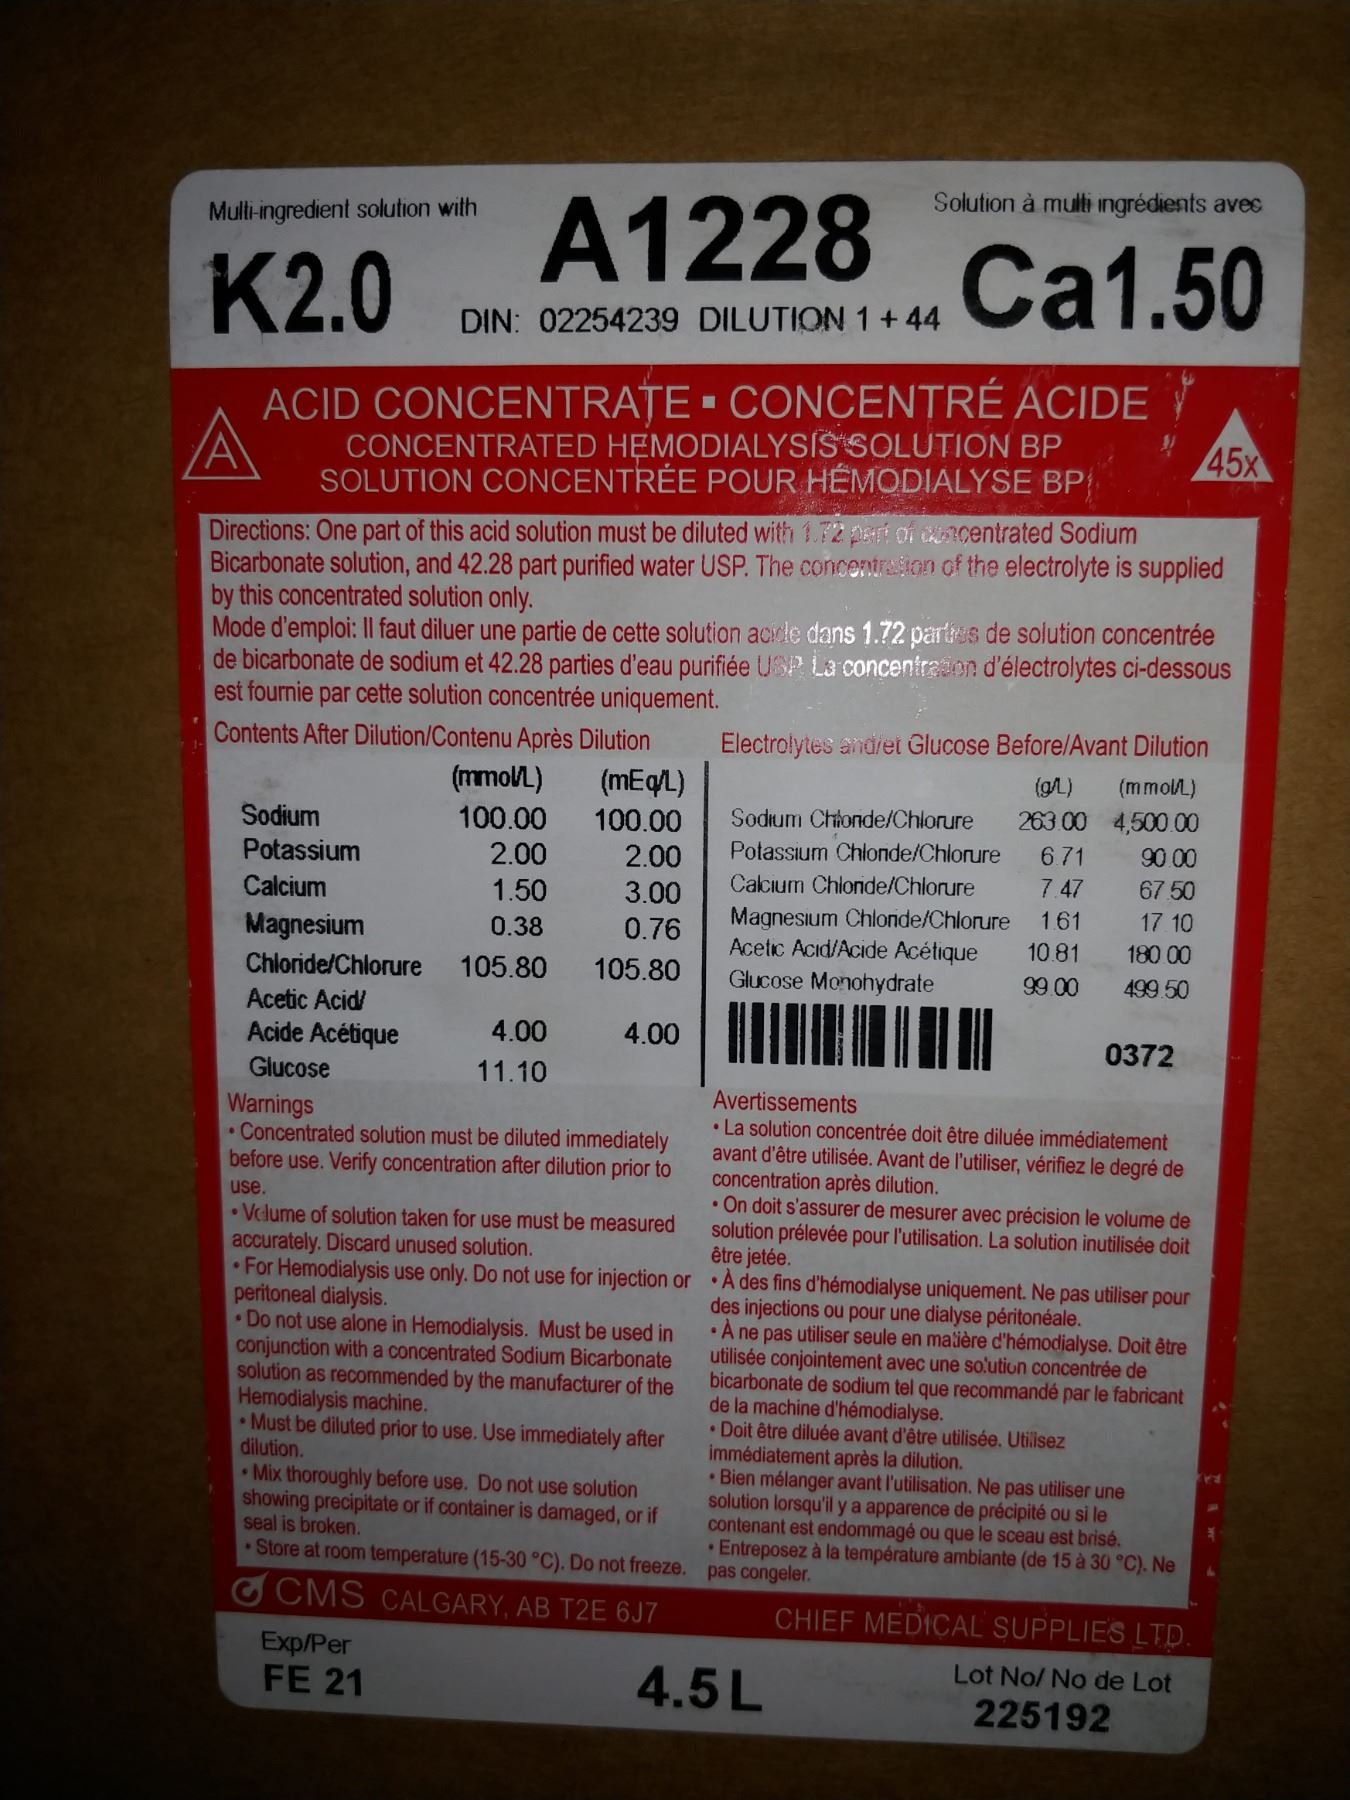 Multi-ingredient solution with
A1228
Solution à multi ingrédients avec
K2.0
DIN: 02254239 DILUTION 1 + 44
Ca1.50
ACID CONCENTRATE ▪ CONCENTRÉ ACIDE
A
CONCENTRATED HEMODIALYSIS SOLUTION BP
45x
SOLUTION CONCENTRÉE POUR HÉMODIALYSE BP
Directions: One part of this acid solution must be diluted with 1.72 part of concentrated Sodium
Bicarbonate solution, and 42.28 part purified water USP. The concentration of the electrolyte is supplied
by this concentrated solution only.
Mode d'emploi: Il faut diluer une partie de cette solution acide dans 1.72 parties de solution concentrée
de bicarbonate de sodium et 42.28 parties d'eau purifiée USP. La concentration d'électrolytes ci-dessous
est fournie par cette solution concentrée uniquement.
Contents After Dilution/Contenu Après Dilution
(mmol/L) (mEq/L)
Sodium 100.00 100.00
Potassium 2.00 2.00
Calcium 1.50 3.00
Magnesium 0.38 0.76
Chloride/Chlorure 105.80 105.80
Acetic Acid/
Acide Acétique 4.00 4.00
Glucose 11.10
Electrolytes and/et Glucose Before/Avant Dilution
(g/L) (mmol/L)
Sodium Chloride/Chlorure 263.00 4,500.00
Potassium Chloride/Chlorure 6.71 90.00
Calcium Chloride/Chlorure 7.47 67.50
Magnesium Chloride/Chlorure 1.61 17.10
Acetic Acid/Acide Acétique 10.81 180.00
Glucose Monohydrate 99.00 499.50
0372
Warnings
• Concentrated solution must be diluted immediately
before use. Verify concentration after dilution prior to
use.
• Volume of solution taken for use must be measured
accurately. Discard unused solution.
• For Hemodialysis use only. Do not use for injection or
peritoneal dialysis.
• Do not use alone in Hemodialysis. Must be used in
conjunction with a concentrated Sodium Bicarbonate
solution as recommended by the manufacturer of the
Hemodialysis machine.
• Must be diluted prior to use. Use immediately after
dilution.
• Mix thoroughly before use. Do not use solution
showing precipitate or if container is damaged, or if
seal is broken.
• Store at room temperature (15-30 °C). Do not freeze.
Avertissements
• La solution concentrée doit être diluée immédiatement
avant d'être utilisée. Avant de l'utiliser, vérifiez le degré de
concentration après dilution.
• On doit s'assurer de mesurer avec précision le volume de
solution prélevée pour l'utilisation. La solution inutilisée doit
être jetée.
• À des fins d'hémodialyse uniquement. Ne pas utiliser pour
des injections ou pour une dialyse péritonéale.
• À ne pas utiliser seule en matière d'hémodialyse. Doit être
utilisée conjointement avec une solution concentrée de
bicarbonate de sodium tel que recommandé par le fabricant
de la machine d'hémodialyse.
• Doit être diluée avant d'être utilisée. Utilisez
immédiatement après la dilution.
• Bien mélanger avant l'utilisation. Ne pas utiliser une
solution lorsqu'il y a apparence de précipité ou si le
contenant est endommagé ou que le sceau est brisé.
• Entreposez à la température ambiante (de 15 à 30 °C). Ne
pas congeler.
CMS CALGARY, AB T2E 6J7
CHIEF MEDICAL SUPPLIES LTD.
Exp/Per
FE 21
4.5 L
Lot No/ No de Lot
225192